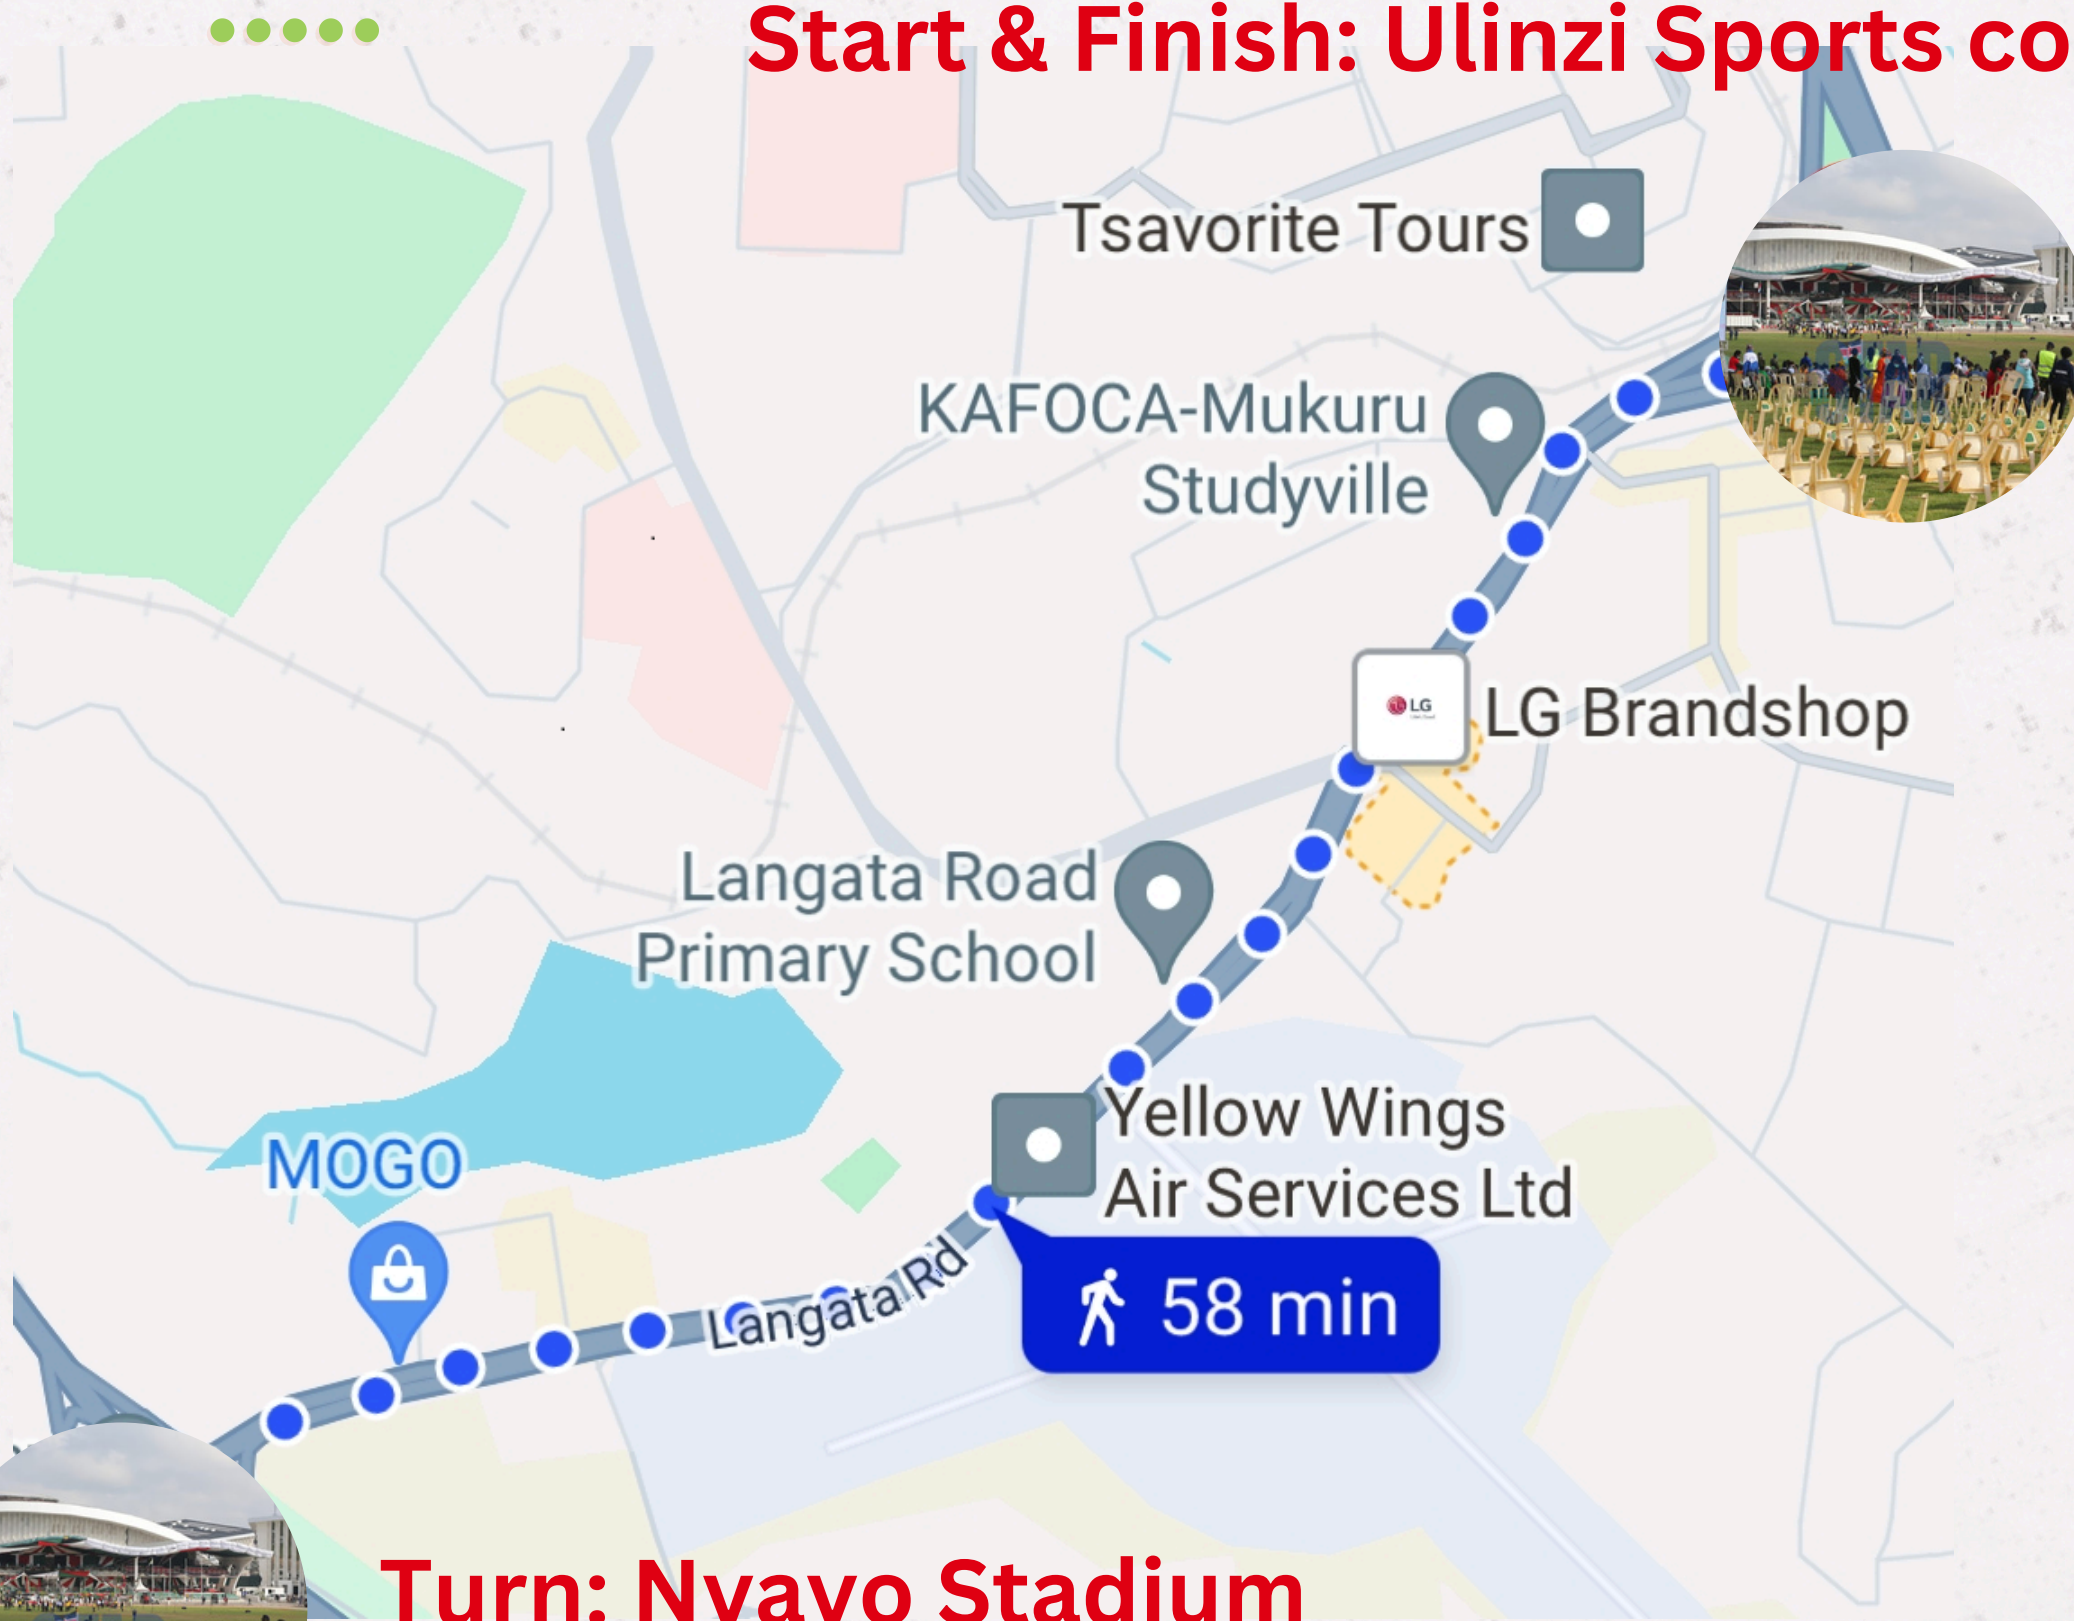 Start & Finish: Ulinzi Sports co
Tsavorite Tours
KAFOCA-Mukuru
Studyville
LG
LG Brandshop
Langata Road
Primary School
Yellow Wings
Air Services Ltd
MOGO
Langata Rd
58 min
Turn: Nyayo Stadium